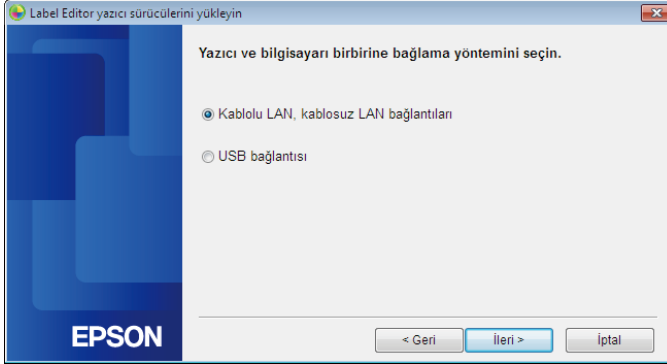 Label Editor yazıcı sürücülerini yükleyin
Yazıcı ve bilgisayarı birbirine bağlama yöntemini seçin.
Kablolu LAN, kablosuz LAN bağlantıları
USB bağlantısı
EPSON
< Geri
İleri >
İptal